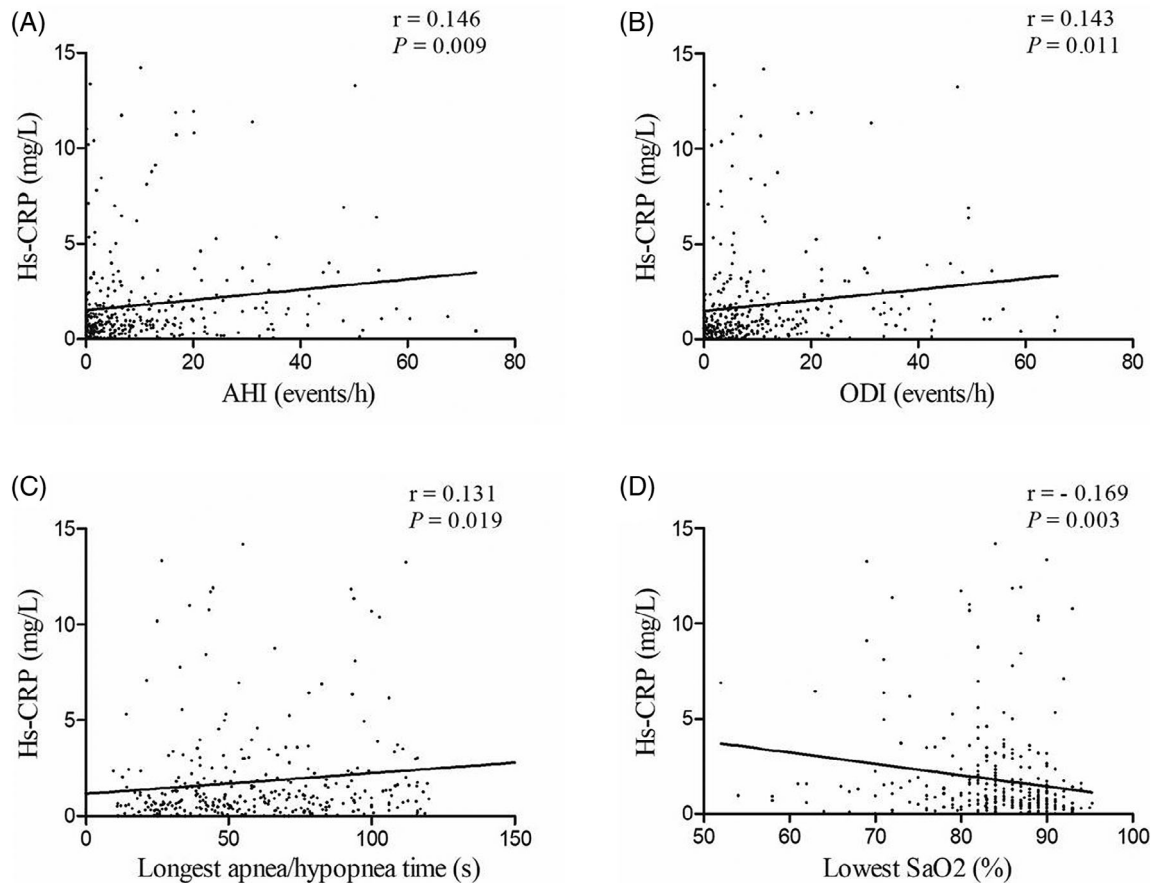 (A)
r = 0.146
P = 0.009
15
10
5
0
Hs-CRP (mg/L)
0 20 40 60 80
AHI (events/h)
(B)
r = 0.143
P = 0.011
15
10
5
0
Hs-CRP (mg/L)
0 20 40 60 80
ODI (events/h)
(C)
r = 0.131
P = 0.019
15
10
5
0
Hs-CRP (mg/L)
0 50 100 150
Longest apnea/hypopnea time (s)
(D)
r = - 0.169
P = 0.003
15
10
5
0
Hs-CRP (mg/L)
50 60 70 80 90 100
Lowest SaO2 (%)